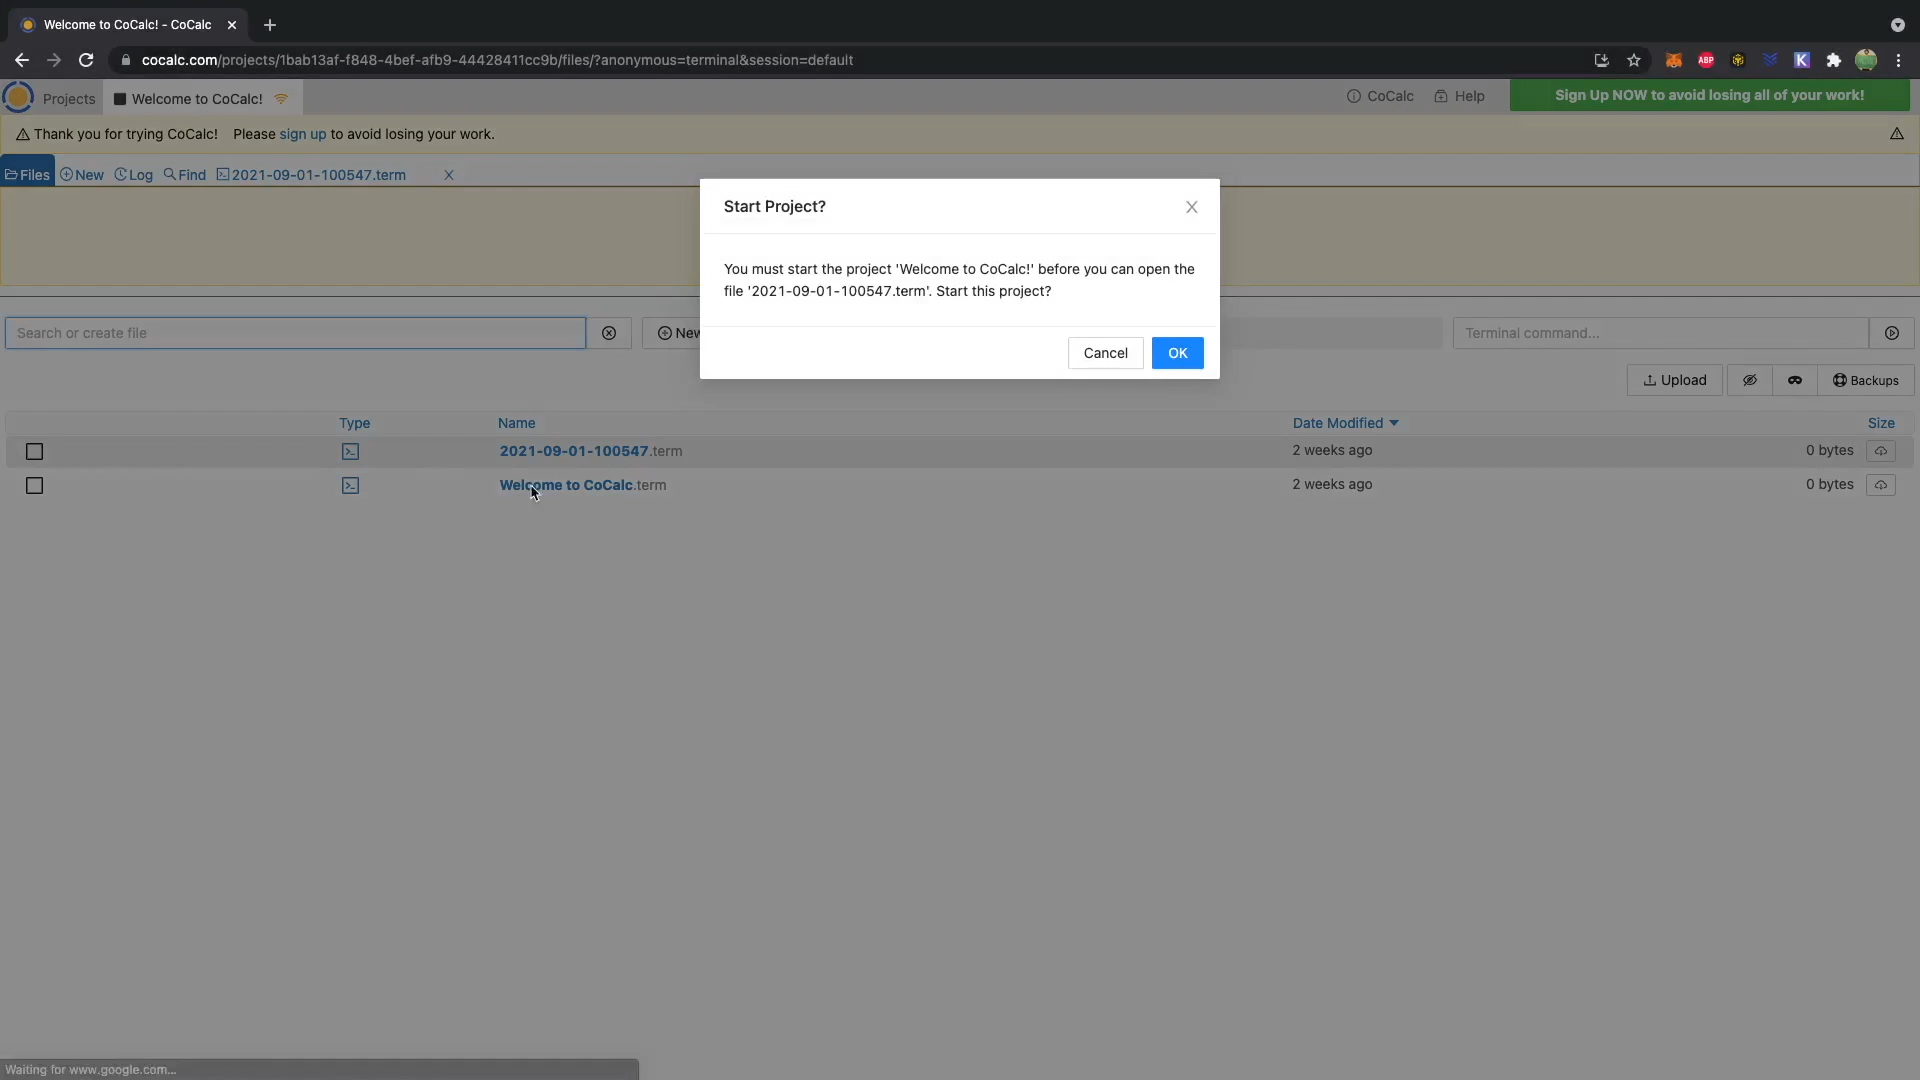 Welcome to CoCalc! - CoCalc
cocalc.com/projects/1bab13af-f848-4bef-afb9-44428411cc9b/files/?anonymous=terminal&session=default
ABP
K
Projects
Welcome to CoCalc!
CoCalc
Help
Sign Up NOW to avoid losing all of your work!
Thank you for trying CoCalc! Please sign up to avoid losing your work.
Files
New
Log
Find
2021-09-01-100547.term
Start Project?
You must start the project 'Welcome to CoCalc!' before you can open the
file '2021-09-01-100547.term'. Start this project?
Cancel
OK
Search or create file
New
Terminal command...
Upload
Backups
Type
Name
Date Modified
Size
2021-09-01-100547.term
2 weeks ago
0 bytes
Welcome to CoCalc.term
2 weeks ago
0 bytes
Waiting for www.google.com...